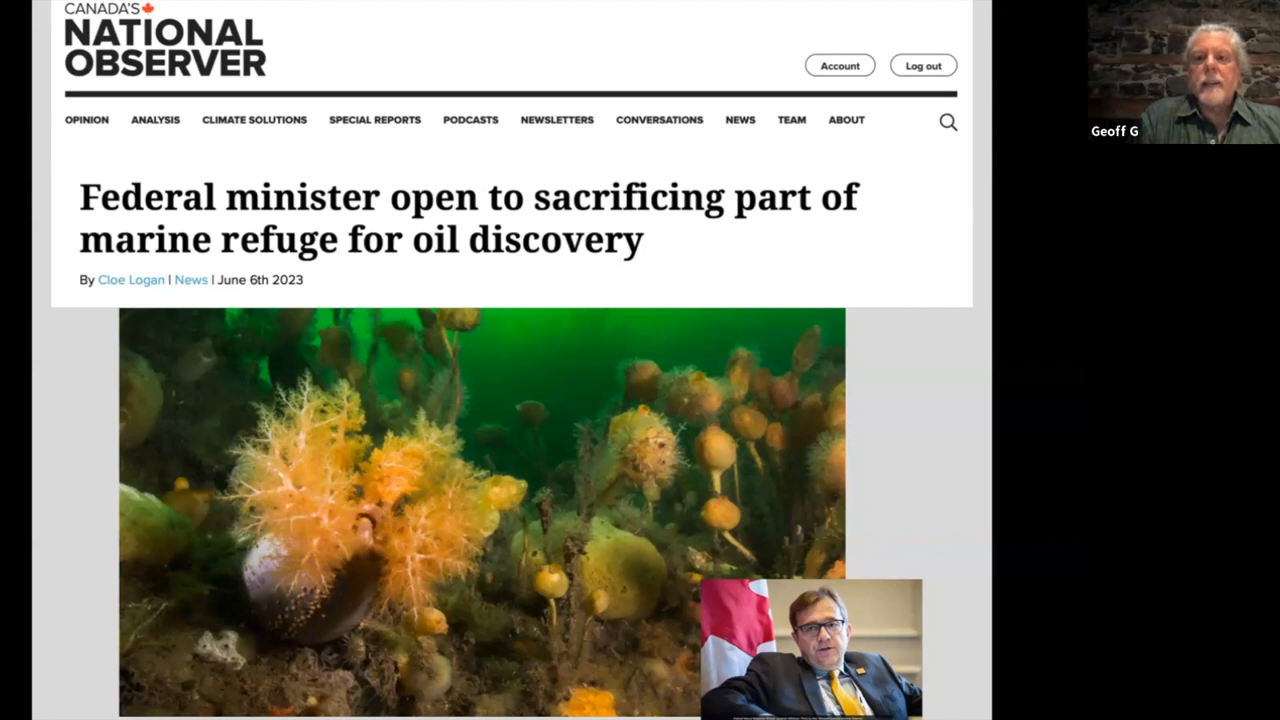 CANADA'S
NATIONAL
OBSERVER
Account
Log out
OPINION ANALYSIS CLIMATE SOLUTIONS SPECIAL REPORTS PODCASTS NEWSLETTERS CONVERSATIONS NEWS TEAM ABOUT
Federal minister open to sacrificing part of
marine refuge for oil discovery
By Cloe Logan | News | June 6th 2023
Geoff G